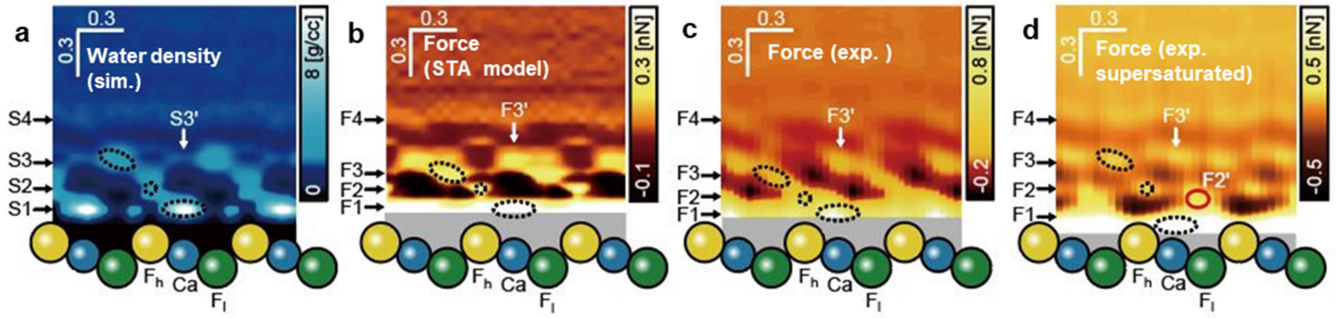 a
0.3
0.3
Water density
(sim.)
8 [g/cc]
0
S4
S3'
S3
S2
S1
Fh Ca
Fl
b
0.3
0.3
Force
(STA model)
0.3 [nN]
-0.1
F4
F3'
F3
F2
F1
Fh Ca
Fl
c
0.3
0.3
Force (exp. )
0.8 [nN]
-0.2
F4
F3'
F3
F2
F1
Fh Ca
Fl
d
0.3
0.3
Force (exp.
supersaturated)
0.5 [nN]
-0.5
F4
F3'
F3
F2
F2'
F1
Fh Ca
Fl